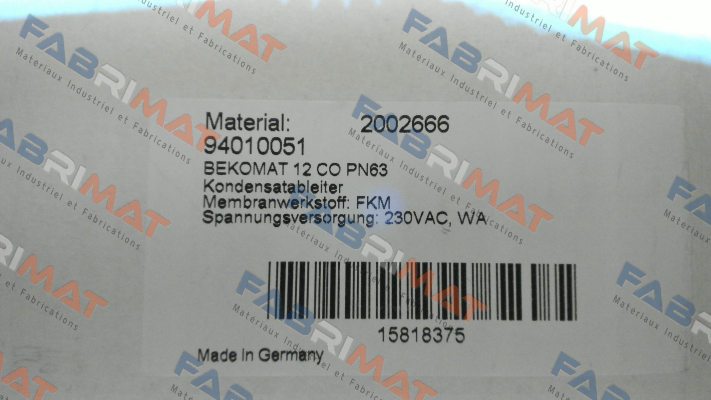 FABRIMAT
Materiaux Industriel et Fabrications
Material: 2002666
94010051
BEKOMAT 12 CO PN63
Kondensatableiter
Membranwerkstoff: FKM
Spannungsversorgung: 230VAC, WA
15818375
Made In Germany